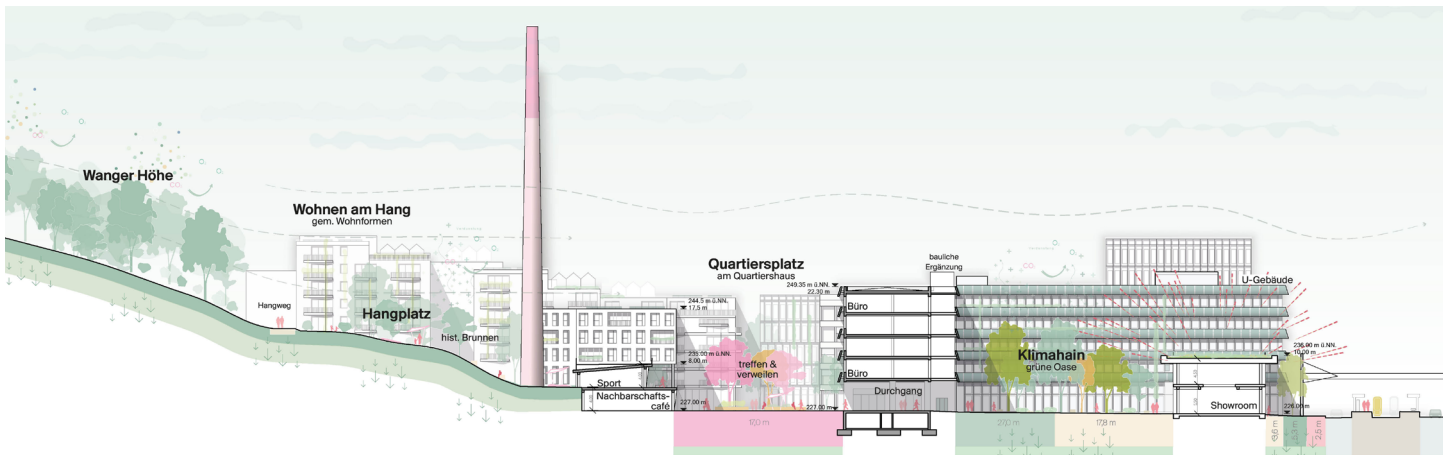 Wanger Höhe
Wohnen am Hang
gem. Wohnformen
Hangweg
Hangplatz
hist. Brunnen
Sport
Nachbarschafts-
café
Quartiersplatz
am Quartiershaus
244.5 m ü.NN.
17,5 m
235.00 m ü.NN.
8.00 m
227.00 m
treffen &
verweilen
249.35 m ü.NN.
22.30 m
227.00 m
bauliche
Ergänzung
Büro
Büro
Durchgang
Klimahain
grüne Oase
U-Gebäude
236.00 m ü.NN.
10.00 m
Showroom
226.00 m
17,8 m
2,5 m